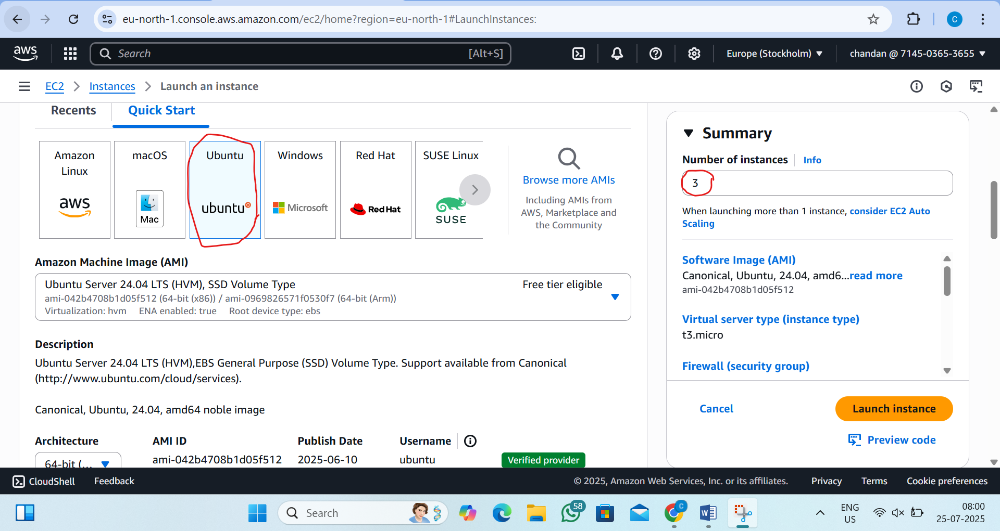 eu-north-1.console.aws.amazon.com/ec2/home?region=eu-north-1#LaunchInstances:
C
aws
Search
[Alt+S]
Europe (Stockholm)
chandan @ 7145-0365-3655
EC2
Instances
Launch an instance
Recents
Quick Start
Amazon
Linux
aws
macOS
Mac
Ubuntu
ubuntu
Windows
Microsoft
Red Hat
Red Hat
SUSE Linux
SUSE
Browse more AMIs
Including AMIs from
AWS, Marketplace and
the Community
Amazon Machine Image (AMI)
Ubuntu Server 24.04 LTS (HVM), SSD Volume Type
Free tier eligible
ami-042b4708b1d05f512 (64-bit (x86)) / ami-0969826571f0530f7 (64-bit (Arm))
Virtualization: hvm ENA enabled: true Root device type: ebs
Description
Ubuntu Server 24.04 LTS (HVM),EBS General Purpose (SSD) Volume Type. Support available from Canonical
(http://www.ubuntu.com/cloud/services).
Canonical, Ubuntu, 24.04, amd64 noble image
Architecture
AMI ID
Publish Date
Username
64-bit (...
ami-042b4708b1d05f512
2025-06-10
ubuntu
Verified provider
Summary
Number of instances
Info
3
When launching more than 1 instance, consider EC2 Auto
Scaling
Software Image (AMI)
Canonical, Ubuntu, 24.04, amd6...read more
ami-042b4708b1d05f512
Virtual server type (instance type)
t3.micro
Firewall (security group)
Cancel
Launch instance
Preview code
CloudShell
Feedback
© 2025, Amazon Web Services, Inc. or its affiliates.
Privacy
Terms
Cookie preferences
Search
58
C
W
ENG
US
08:00
25-07-2025